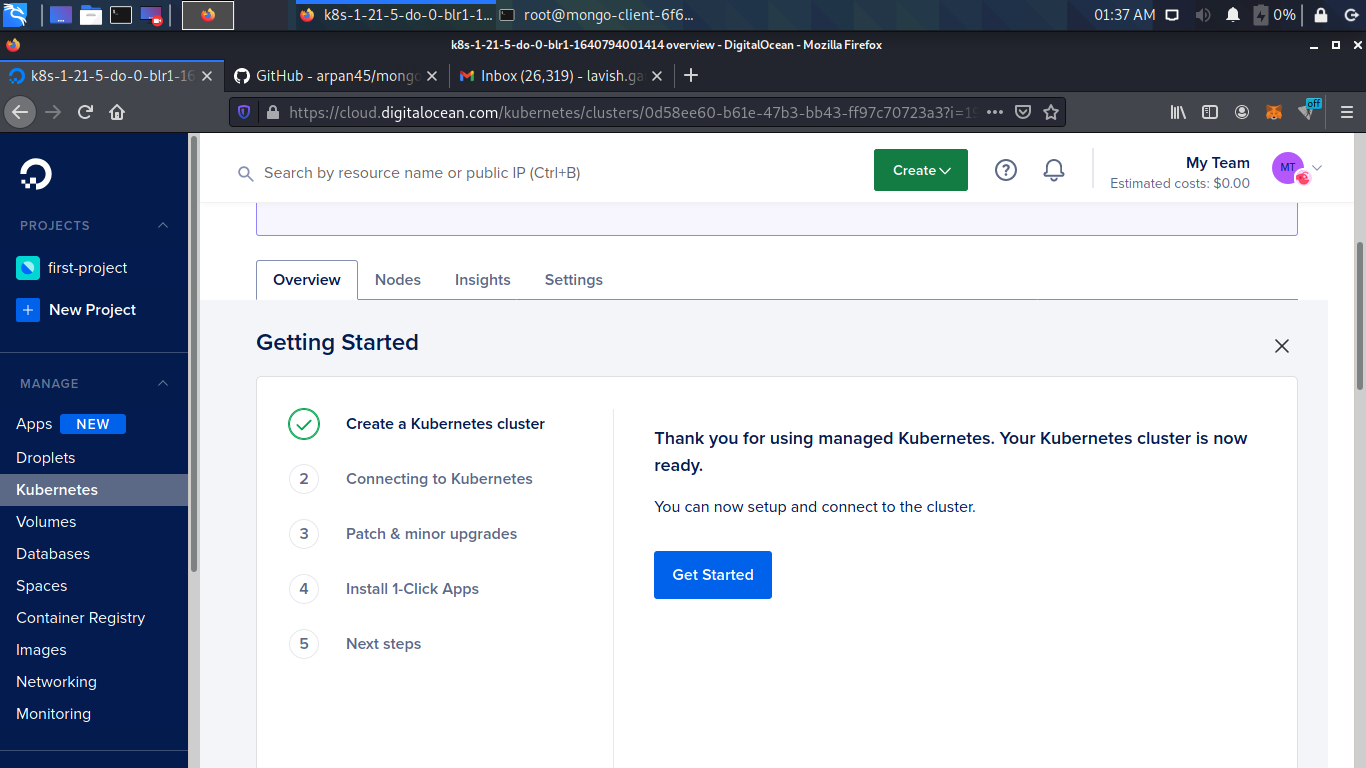 k8s-1-21-5-do-0-blr1-1...
root@mongo-client-6f6...
01:37 AM
0%
k8s-1-21-5-do-0-blr1-1640794001414 overview - DigitalOcean - Mozilla Firefox
k8s-1-21-5-do-0-blr1-16
GitHub - arpan45/mongo
Inbox (26,319) - lavish.ga
https://cloud.digitalocean.com/kubernetes/clusters/0d58ee60-b61e-47b3-bb43-ff97c70723a3?i=19
off
Search by resource name or public IP (Ctrl+B)
Create
My Team
Estimated costs: $0.00
MT
PROJECTS
first-project
New Project
MANAGE
Apps NEW
Droplets
Kubernetes
Volumes
Databases
Spaces
Container Registry
Images
Networking
Monitoring
Overview
Nodes
Insights
Settings
Getting Started
Create a Kubernetes cluster
2 Connecting to Kubernetes
3 Patch & minor upgrades
4 Install 1-Click Apps
5 Next steps
Thank you for using managed Kubernetes. Your Kubernetes cluster is now
ready.
You can now setup and connect to the cluster.
Get Started